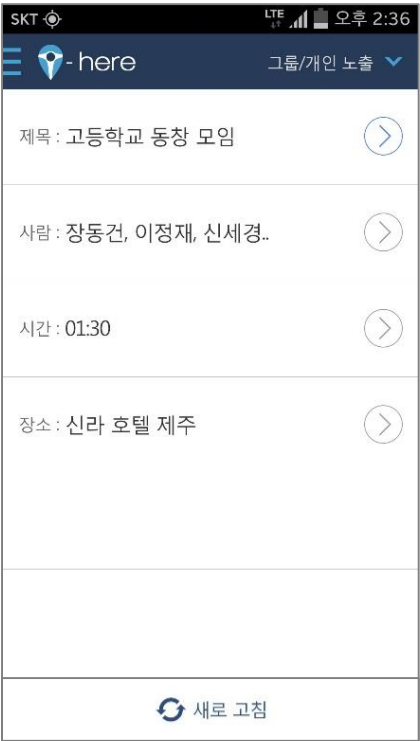 SKT LTE 오후 2:36
- here 그룹/개인 노출
제목 : 고등학교 동창 모임
사람 : 장동건, 이정재, 신세경..
시간 : 01:30
장소 : 신라 호텔 제주
새로 고침